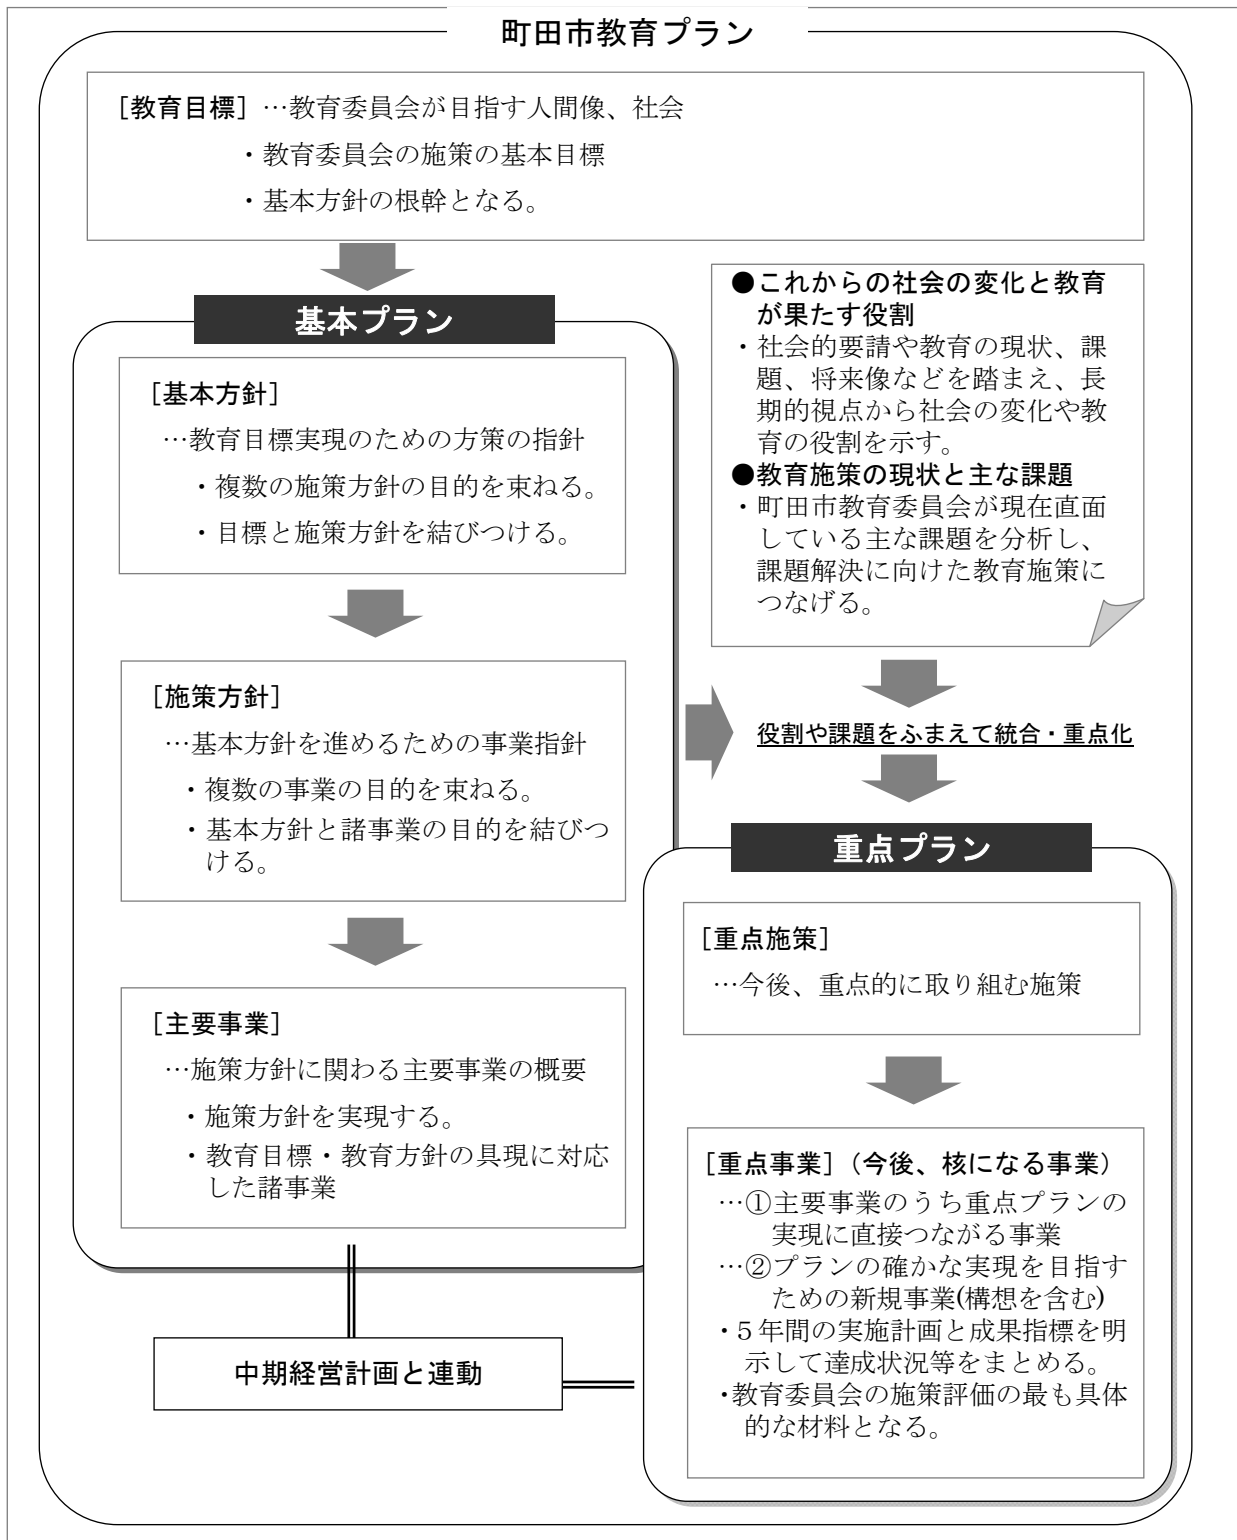 町田市教育プラン
［教育目標］…教育委員会が目指す人間像、社会
・教育委員会の施策の基本目標
・基本方針の根幹となる。
基本プラン
［基本方針］
…教育目標実現のための方策の指針
・複数の施策方針の目的を束ねる。
・目標と施策方針を結びつける。
［施策方針］
…基本方針を進めるための事業指針
・複数の事業の目的を束ねる。
・基本方針と諸事業の目的を結びつ
ける。
［主要事業］
…施策方針に関わる主要事業の概要
・施策方針を実現する。
・教育目標・教育方針の具現に対応
した諸事業
中期経営計画と連動
●これからの社会の変化と教育
が果たす役割
・社会的要請や教育の現状、課
題、将来像などを踏まえ、長
期的視点から社会の変化や教
育の役割を示す。
●教育施策の現状と主な課題
・町田市教育委員会が現在直面
している主な課題を分析し、
課題解決に向けた教育施策に
つなげる。
役割や課題をふまえて統合・重点化
重点プラン
［重点施策］
…今後、重点的に取り組む施策
［重点事業］（今後、核になる事業）
…①主要事業のうち重点プランの
実現に直接つながる事業
…②プランの確かな実現を目指す
ための新規事業(構想を含む)
・５年間の実施計画と成果指標を明
示して達成状況等をまとめる。
・教育委員会の施策評価の最も具体
的な材料となる。